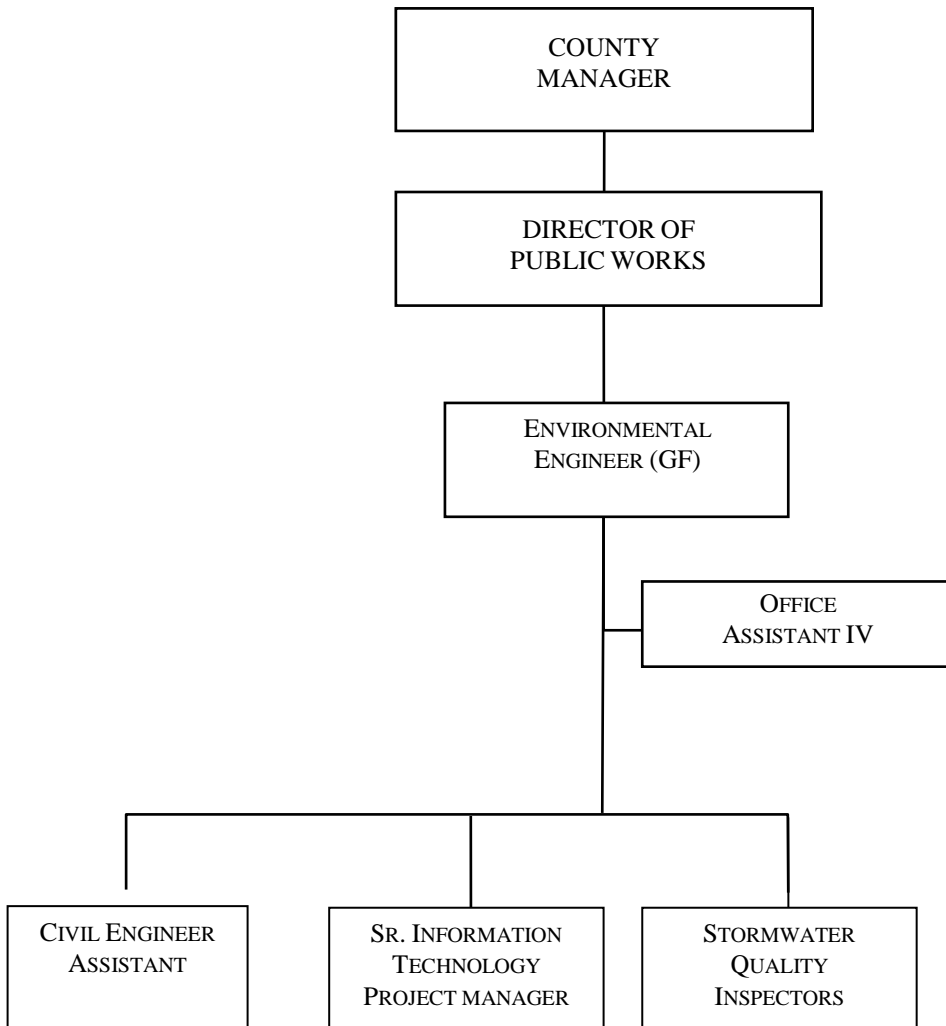 COUNTY
MANAGER
DIRECTOR OF
PUBLIC WORKS
ENVIRONMENTAL
ENGINEER (GF)
OFFICE
ASSISTANT IV
CIVIL ENGINEER
ASSISTANT
SR. INFORMATION
TECHNOLOGY
PROJECT MANAGER
STORMWATER
QUALITY
INSPECTORS